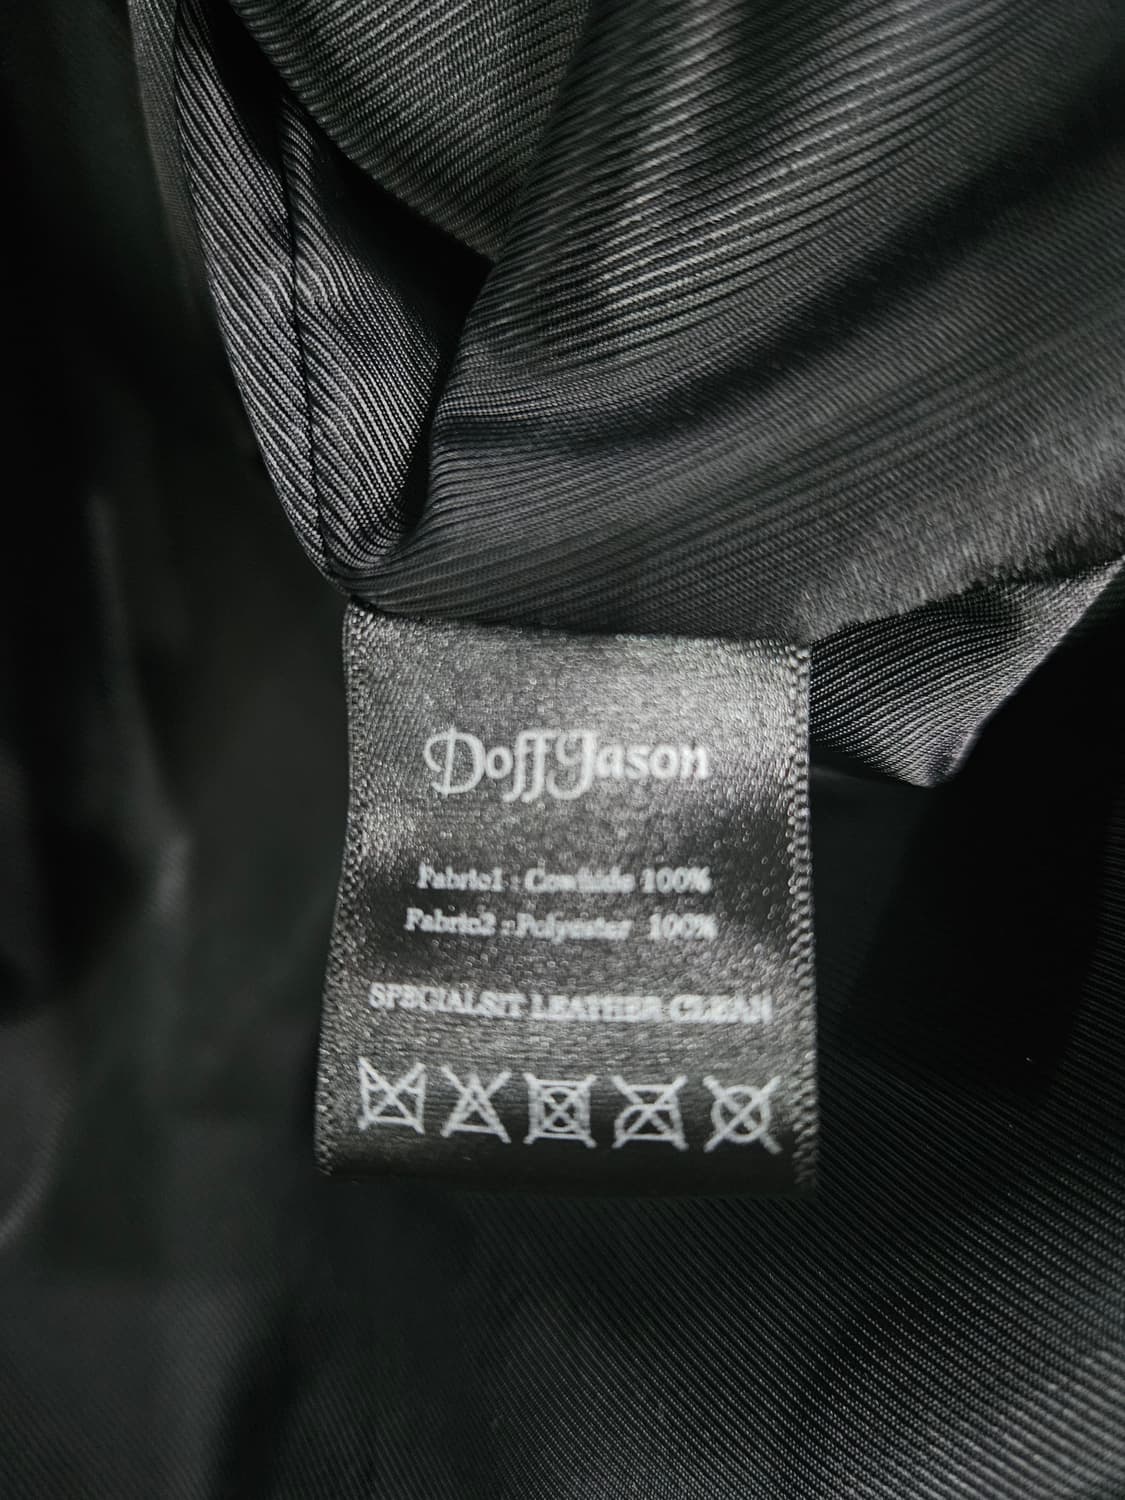 DoffJason
Fabric1 : Cowhide 100%
Fabric2 :Polyester 100%
SPECIALSIT LEATHER CLEAN